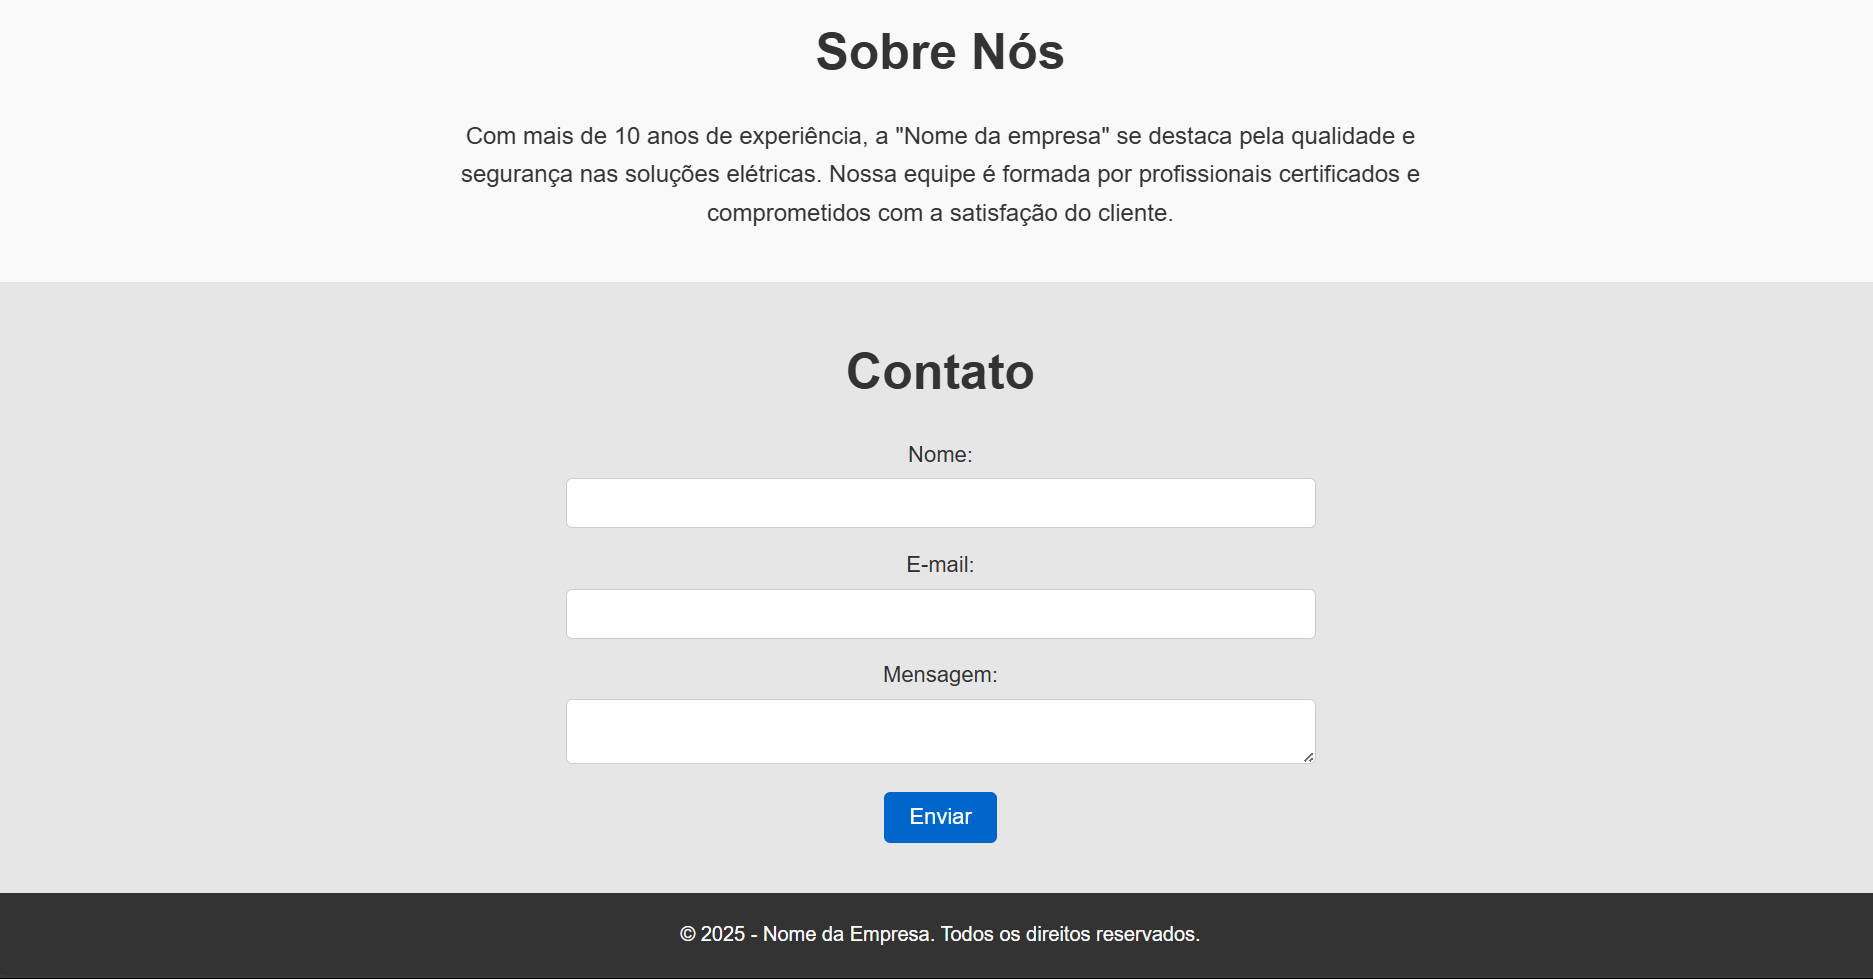 Sobre Nós
Com mais de 10 anos de experiência, a "Nome da empresa" se destaca pela qualidade e
segurança nas soluções elétricas. Nossa equipe é formada por profissionais certificados e
comprometidos com a satisfação do cliente.
Contato
Nome:
E-mail:
Mensagem:
Enviar
© 2025 - Nome da Empresa. Todos os direitos reservados.